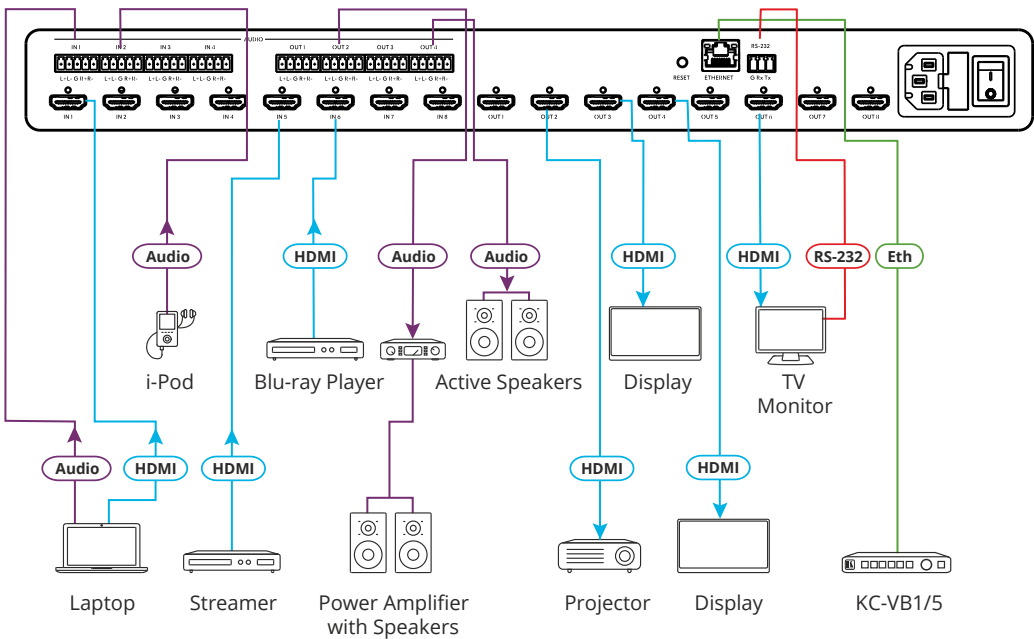 AUDIO
IN 1 IN 2 IN 3 IN 4 OUT 1 OUT 2 OUT 3 OUT 4 RS-232
L+L- G R+R- L+L- G R+R- L+L- G R+R- L+L- G R+R- L+L- G R+R- L+L- G R+R- L+L- G R+R- L+L- G R+R- RESET ETHERNET G Rx Tx
IN 1 IN 2 IN 3 IN 4 IN 5 IN 6 IN 7 IN 8 OUT 1 OUT 2 OUT 3 OUT 4 OUT 5 OUT 6 OUT 7 OUT 8
Audio HDMI Audio Audio HDMI HDMI RS-232 Eth
i-Pod Blu-ray Player Active Speakers Display TV
Monitor
Audio HDMI HDMI HDMI HDMI
Laptop Streamer Power Amplifier Projector Display KC-VB1/5
with Speakers